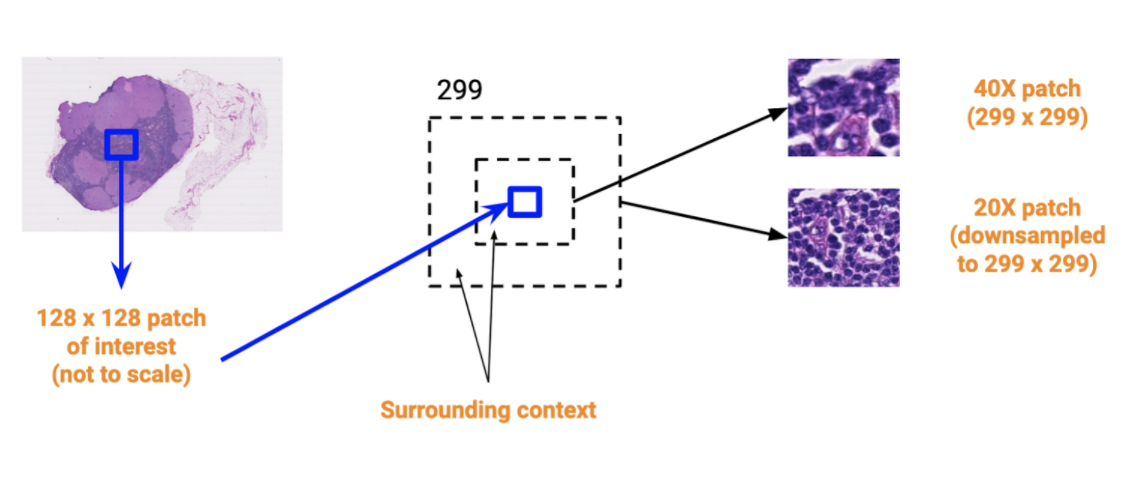 299
40X patch
(299 x 299)
20X patch
(downsampled
to 299 x 299)
128 x 128 patch
of interest
(not to scale)
Surrounding context